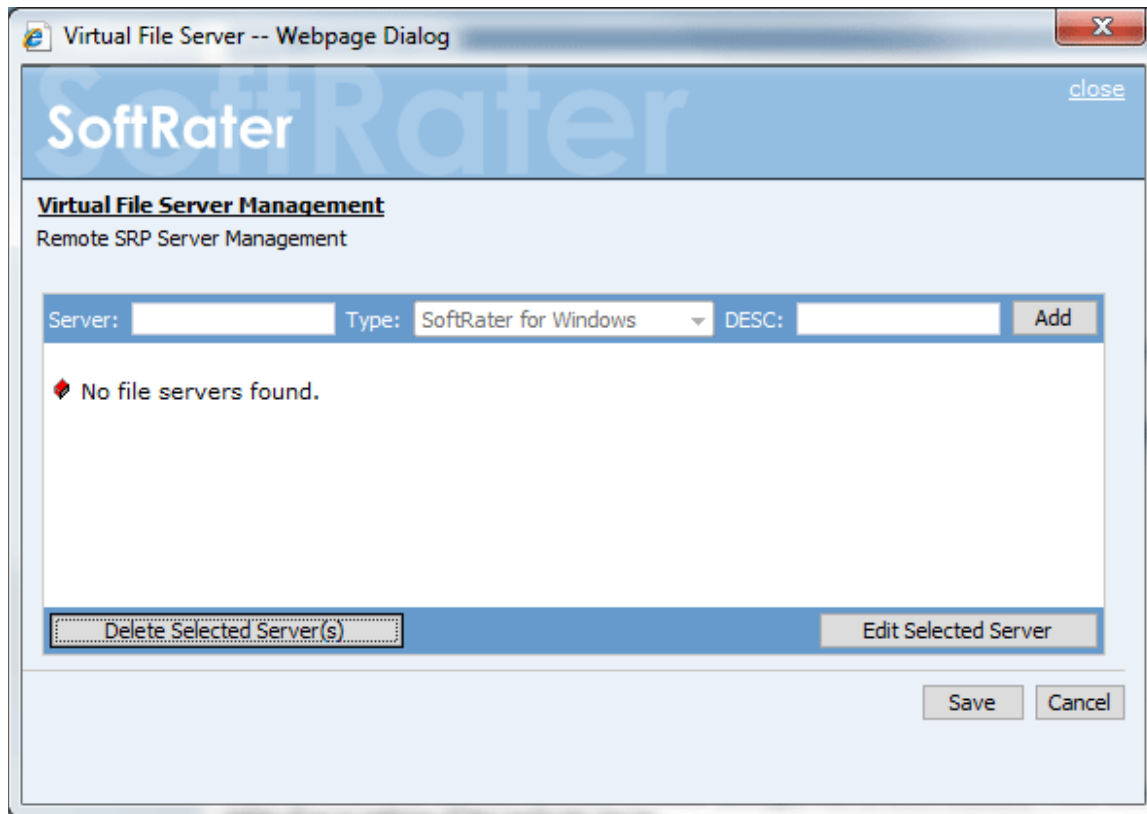 Virtual File Server -- Webpage Dialog
SoftRater
close
SoftRater
Virtual File Server Management
Remote SRP Server Management
Server: Type: SoftRater for Windows DESC: Add
No file servers found.
Delete Selected Server(s) Edit Selected Server
Save Cancel